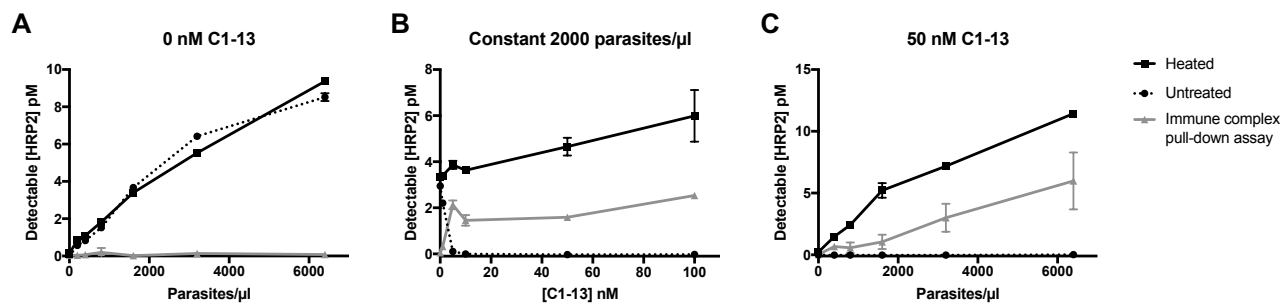 A
0 nM C1-13
Detectable [HRP2] pM
10
8
6
4
2
0
0
2000
4000
6000
Parasites/µl
B
Constant 2000 parasites/µl
Detectable [HRP2] pM
8
6
4
2
0
0
20
40
60
80
100
[C1-13] nM
C
50 nM C1-13
Detectable [HRP2] pM
15
10
5
0
0
2000
4000
6000
Parasites/µl
Heated
Untreated
Immune complex
pull-down assay